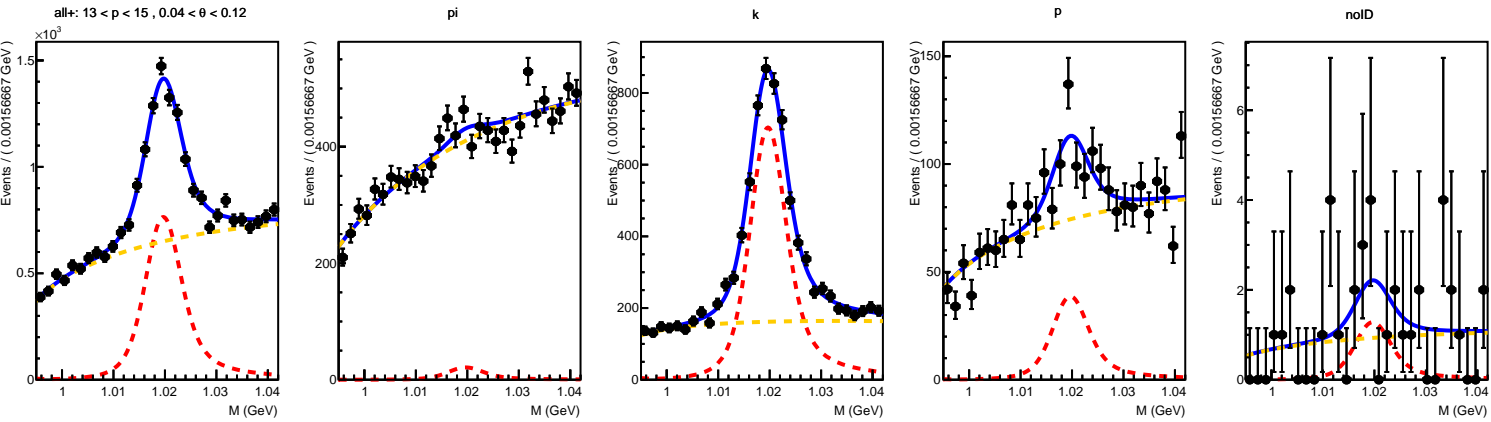 all+: 13 < p < 15 , 0.04 < θ < 0.12
×10³
Events / ( 0.00156667 GeV )
1.5
1
0.5
0
1 1.01 1.02 1.03 1.04
M (GeV)
pi
Events / ( 0.00156667 GeV )
400
200
0
1 1.01 1.02 1.03 1.04
M (GeV)
k
Events / ( 0.00156667 GeV )
800
600
400
200
0
1 1.01 1.02 1.03 1.04
M (GeV)
p
Events / ( 0.00156667 GeV )
150
100
50
0
1 1.01 1.02 1.03 1.04
M (GeV)
noID
Events / ( 0.00156667 GeV )
6
4
2
0
1 1.01 1.02 1.03 1.04
M (GeV)